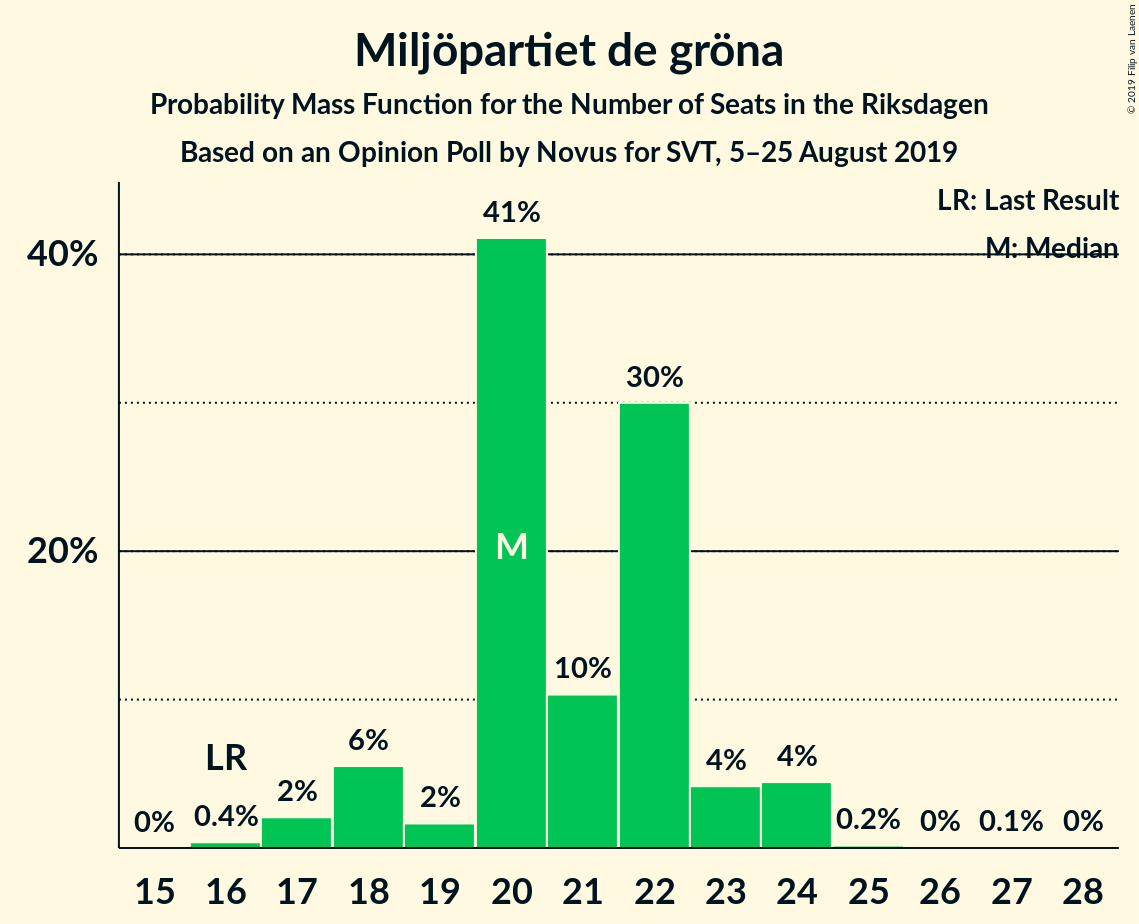 Miljöpartiet de gröna
Probability Mass Function for the Number of Seats in the Riksdagen
Based on an Opinion Poll by Novus for SVT, 5–25 August 2019
© 2019 Filip van Laenen
LR: Last Result
M: Median
40%
20%
41%
30%
10%
6%
4%
4%
2%
2%
LR
0.4%
0%
0.2%
0%
0.1%
0%
M
15 16 17 18 19 20 21 22 23 24 25 26 27 28